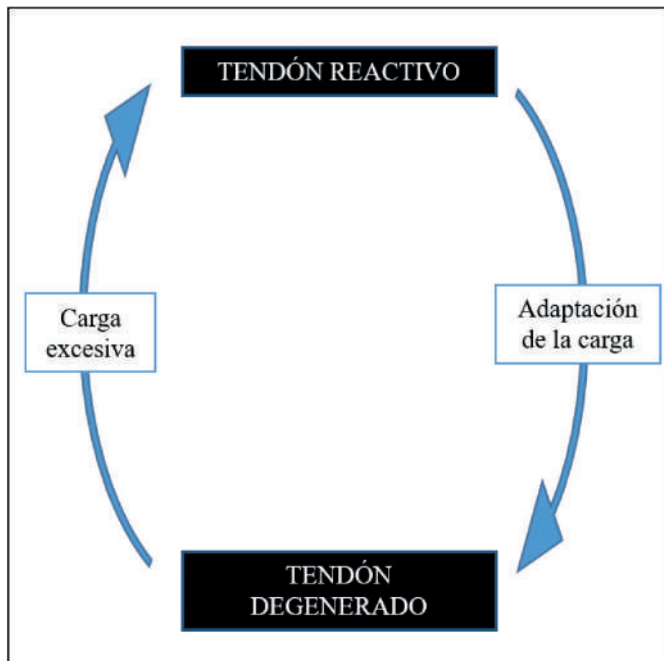 TENDÓN REACTIVO
Carga
excesiva
Adaptación
de la carga
TENDÓN
DEGENERADO